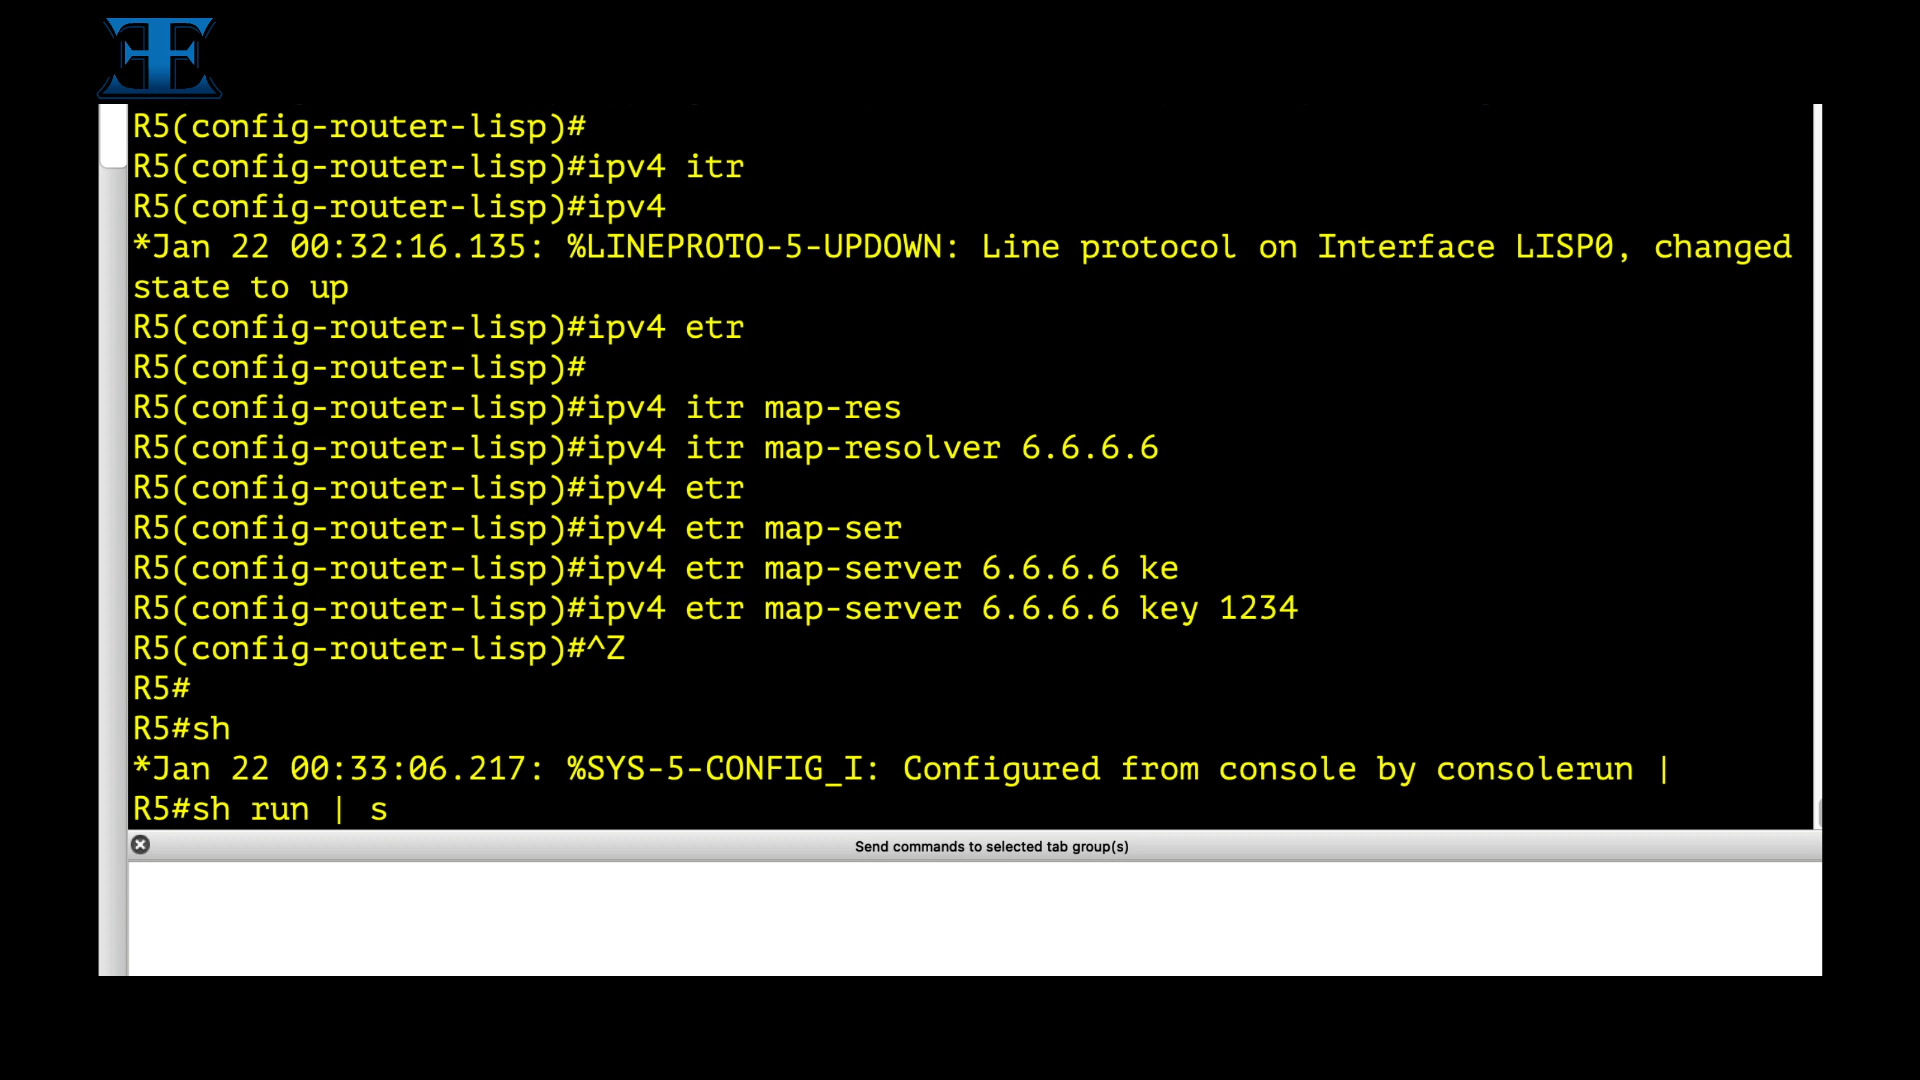 R5(config-router-lisp)#
R5(config-router-lisp)#ipv4 itr
R5(config-router-lisp)#ipv4
*Jan 22 00:32:16.135: %LINEPROTO-5-UPDOWN: Line protocol on Interface LISP0, changed
state to up
R5(config-router-lisp)#ipv4 etr
R5(config-router-lisp)#
R5(config-router-lisp)#ipv4 itr map-res
R5(config-router-lisp)#ipv4 itr map-resolver 6.6.6.6
R5(config-router-lisp)#ipv4 etr
R5(config-router-lisp)#ipv4 etr map-ser
R5(config-router-lisp)#ipv4 etr map-server 6.6.6.6 ke
R5(config-router-lisp)#ipv4 etr map-server 6.6.6.6 key 1234
R5(config-router-lisp)#^Z
R5#
R5#sh
*Jan 22 00:33:06.217: %SYS-5-CONFIG_I: Configured from console by consolerun |
R5#sh run | s
Send commands to selected tab group(s)